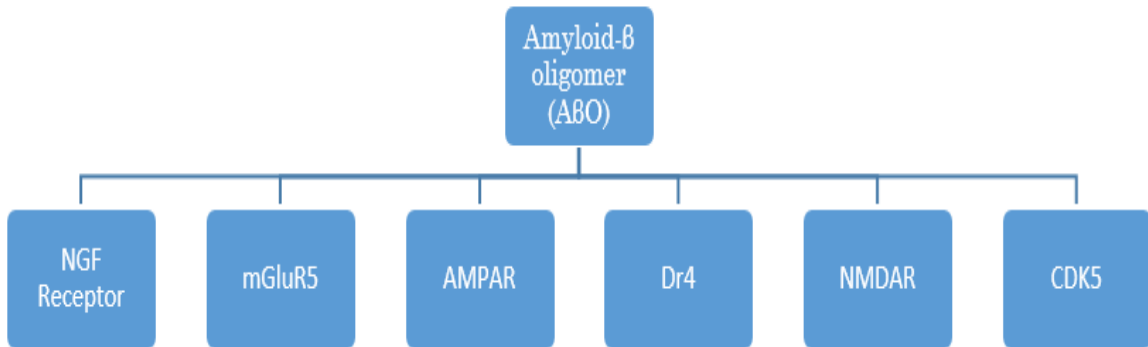 Amyloid-β
oligomer
(AβO)
NGF
Receptor
mGluR5
AMPAR
Dr4
NMDAR
CDK5